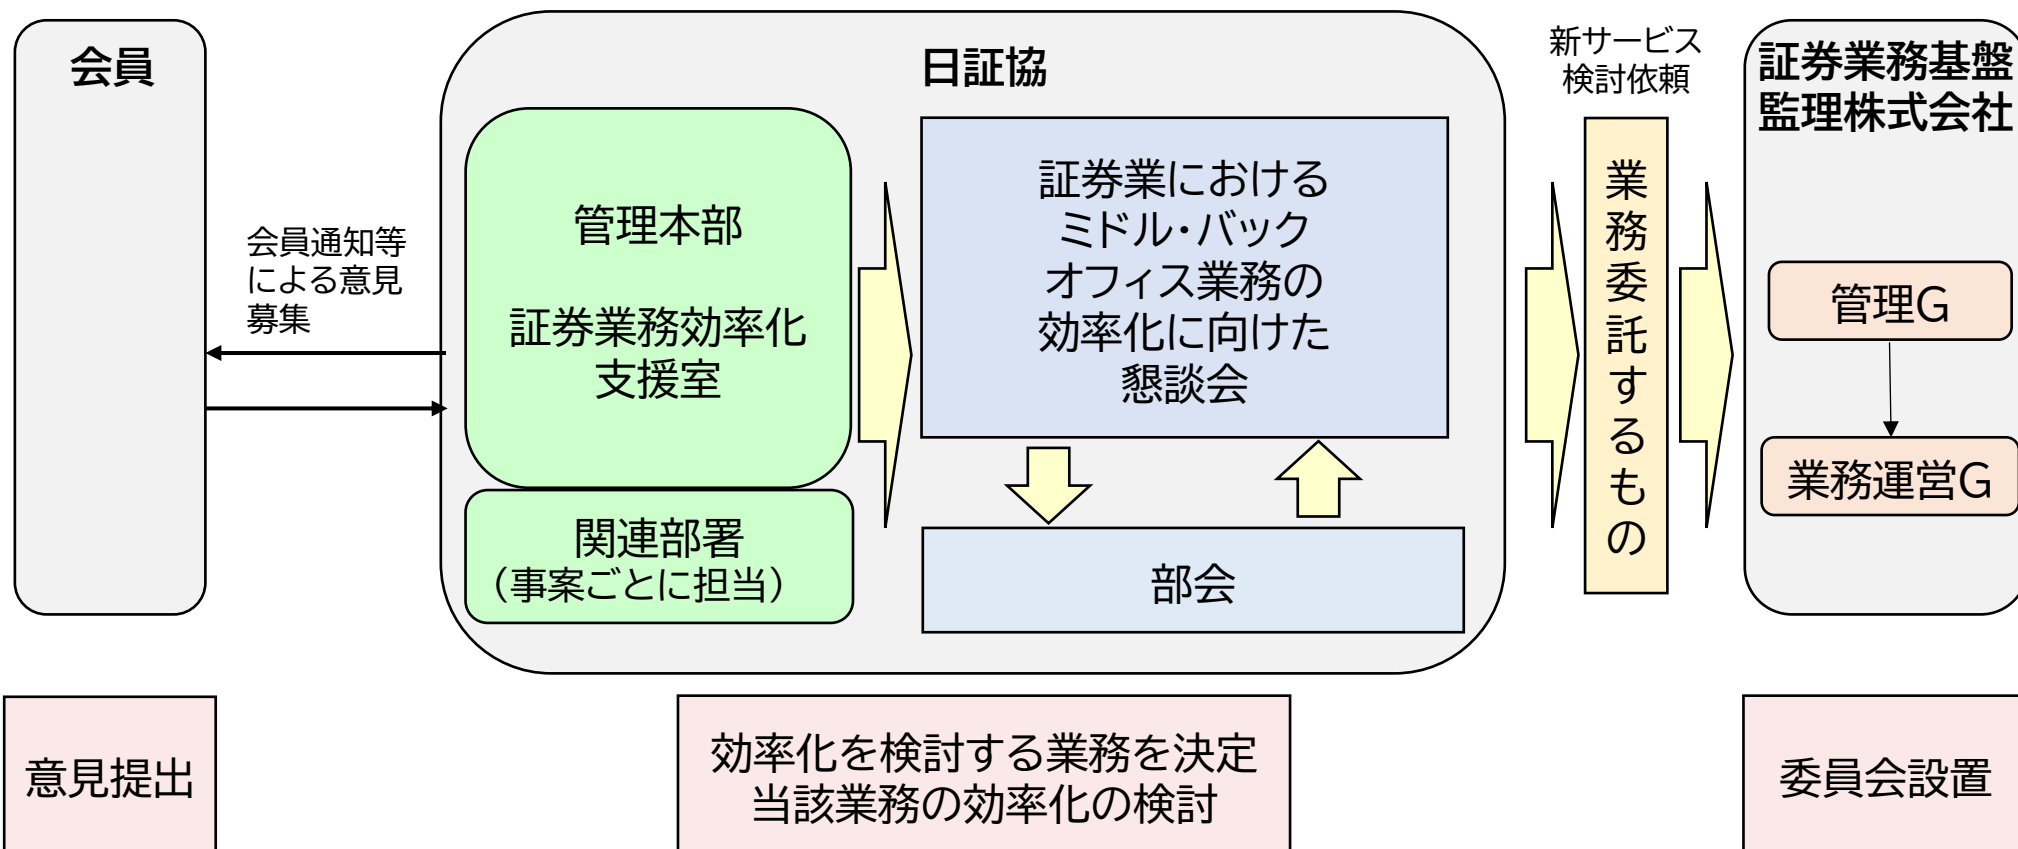 会員
会員通知等
による意見
募集
日証協
管理本部
証券業務効率化
支援室
関連部署
（事案ごとに担当）
証券業における
ミドル・バック
オフィス業務の
効率化に向けた
懇談会
部会
新サービス
検討依頼
業務委託するもの
証券業務基盤
監理株式会社
管理G
業務運営G
意見提出
効率化を検討する業務を決定
当該業務の効率化の検討
委員会設置